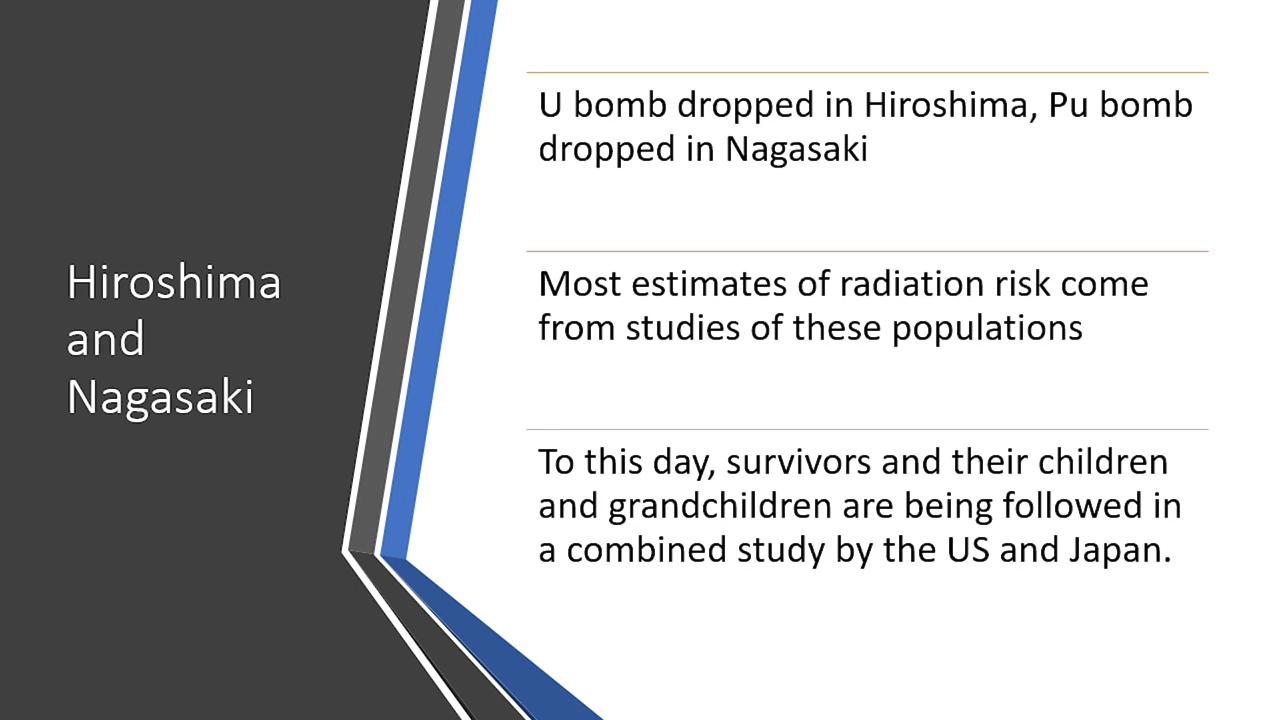 Hiroshima
and
Nagasaki
U bomb dropped in Hiroshima, Pu bomb
dropped in Nagasaki
Most estimates of radiation risk come
from studies of these populations
To this day, survivors and their children
and grandchildren are being followed in
a combined study by the US and Japan.